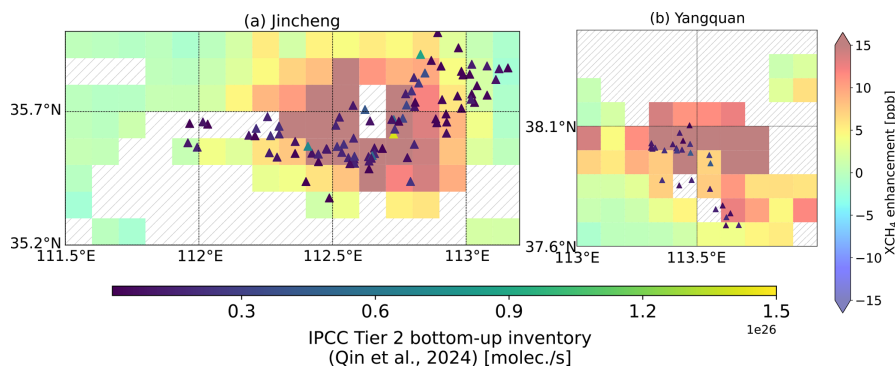 (a) Jincheng
(b) Yangquan
35.7°N
35.2°N
111.5°E 112°E 112.5°E 113°E
38.1°N
37.6°N
113°E 113.5°E
15
10
5
0
−5
−10
−15
XCH₄ enhancement [ppb]
0.3 0.6 0.9 1.2 1.5
1e26
IPCC Tier 2 bottom-up inventory
(Qin et al., 2024) [molec./s]